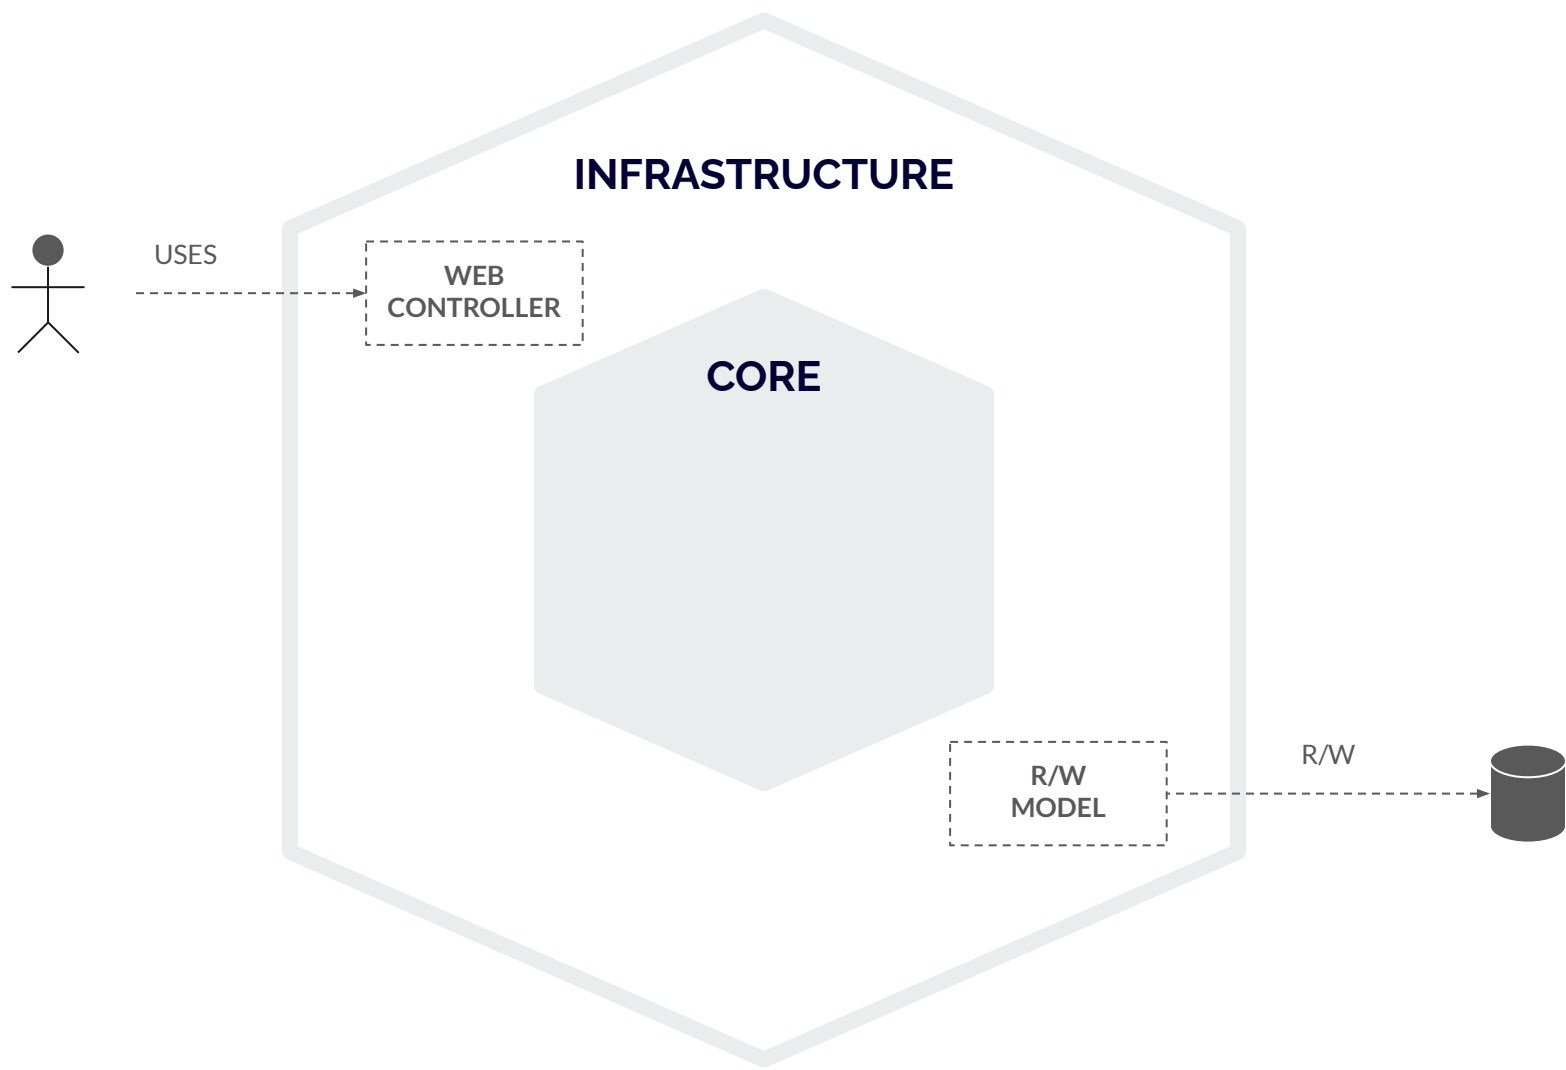 INFRASTRUCTURE
USES
WEB
CONTROLLER
CORE
R/W
MODEL
R/W